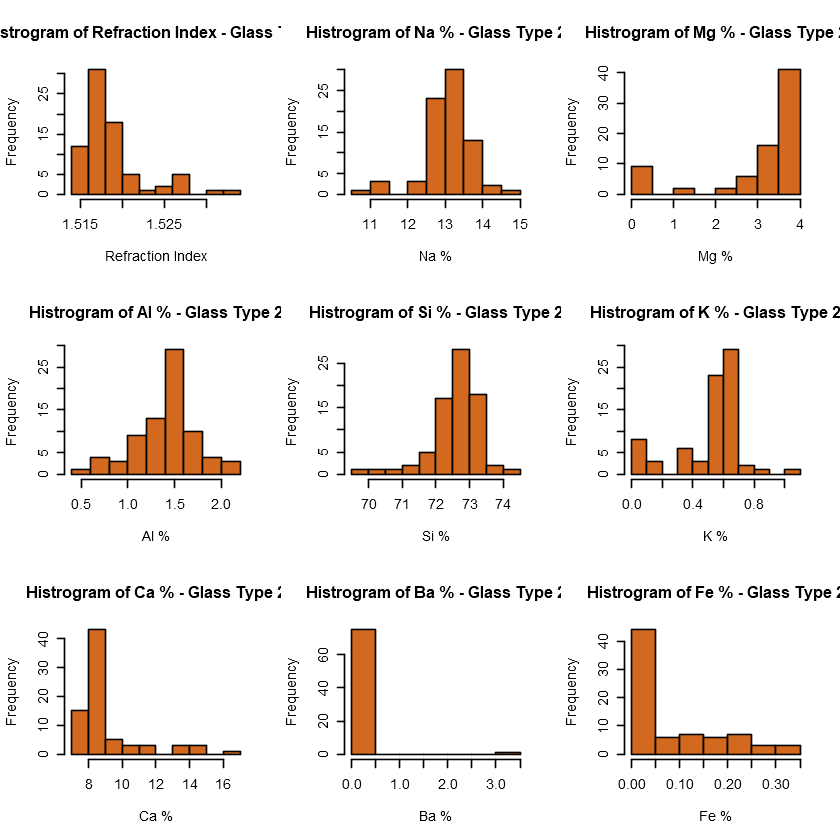 strogram of Refraction Index - Glass
Histrogram of Na % - Glass Type 2
Histrogram of Mg % - Glass Type 2
Frequency
0 5 15 25
1.515 1.525
Refraction Index
Frequency
0 5 15 25
11 12 13 14 15
Na %
Frequency
0 10 20 30 40
0 1 2 3 4
Mg %
Histrogram of Al % - Glass Type 2
Histrogram of Si % - Glass Type 2
Histrogram of K % - Glass Type 2
Frequency
0 5 15 25
0.5 1.0 1.5 2.0
Al %
Frequency
0 5 15 25
70 71 72 73 74
Si %
Frequency
0 5 15 25
0.0 0.4 0.8
K %
Histrogram of Ca % - Glass Type 2
Histrogram of Ba % - Glass Type 2
Histrogram of Fe % - Glass Type 2
Frequency
0 10 20 30 40
8 10 12 14 16
Ca %
Frequency
0 20 40 60
0.0 1.0 2.0 3.0
Ba %
Frequency
0 10 20 30 40
0.00 0.10 0.20 0.30
Fe %